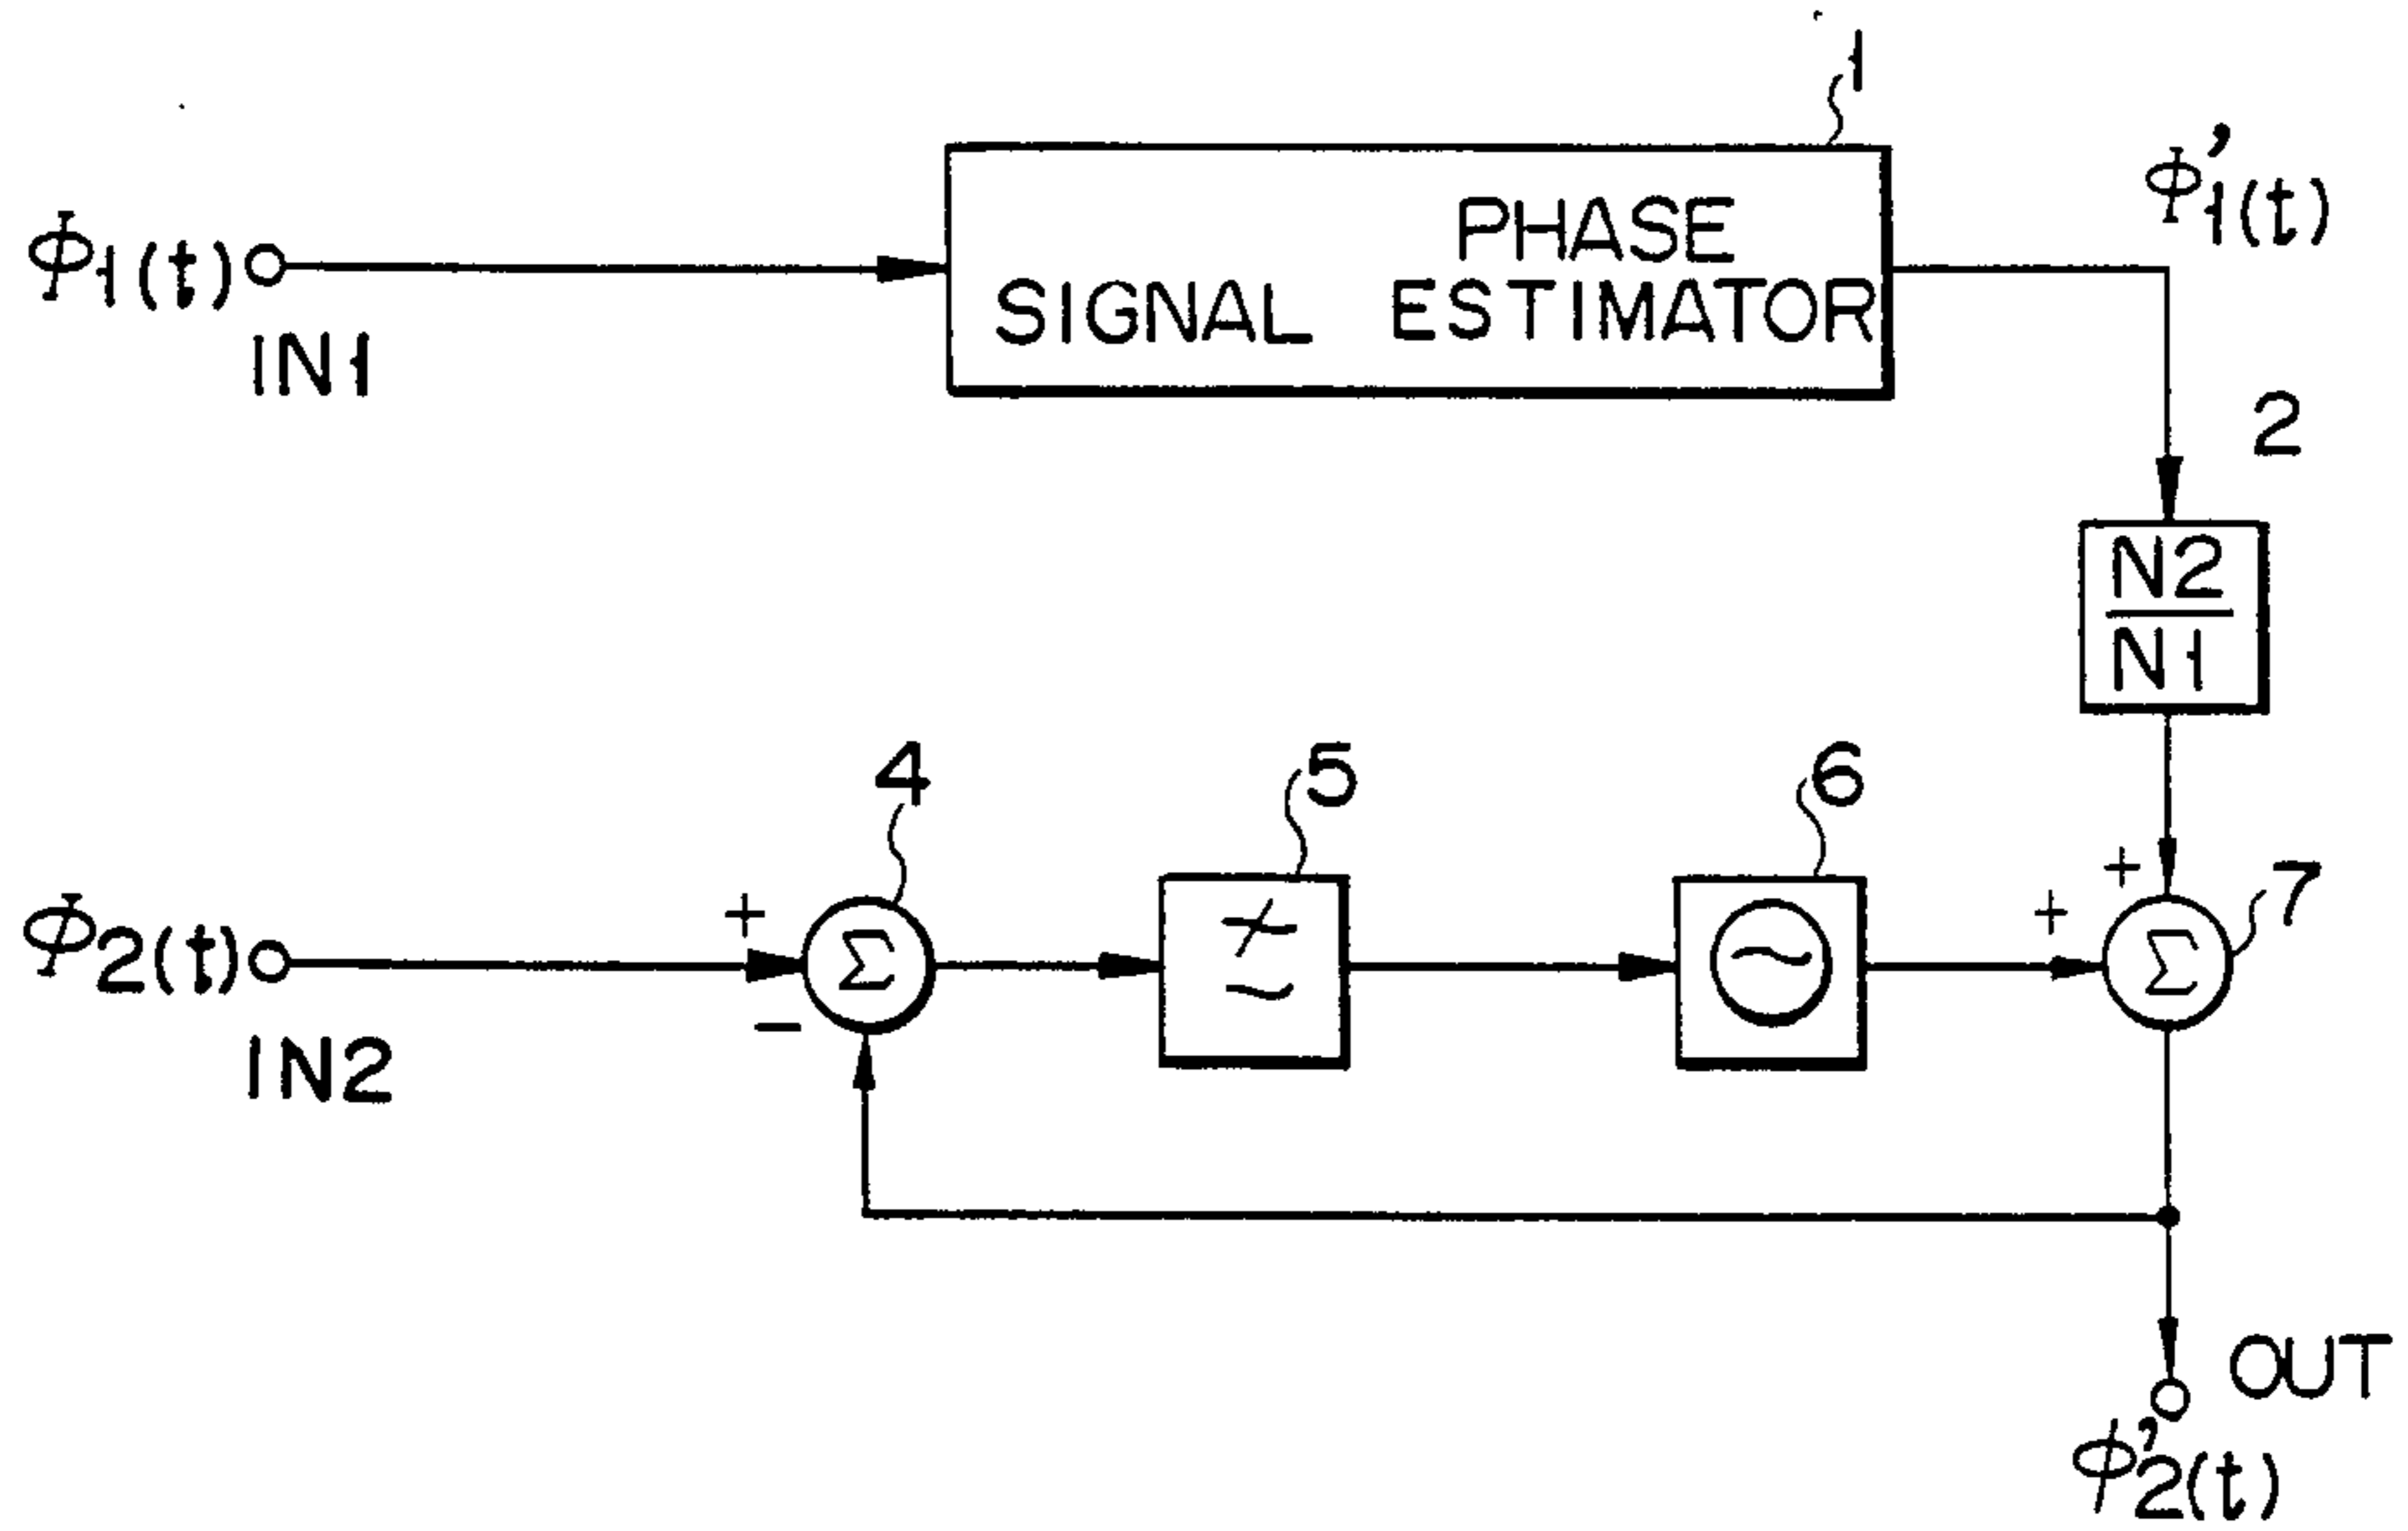 1
Φ1(t)
IN1
PHASE
SIGNAL ESTIMATOR
Φ'1(t)
2
N2
N1
4
5
6
7
Φ2(t)
IN2
+
−
Σ
~
+
+
Σ
OUT
ϕ'2(t)